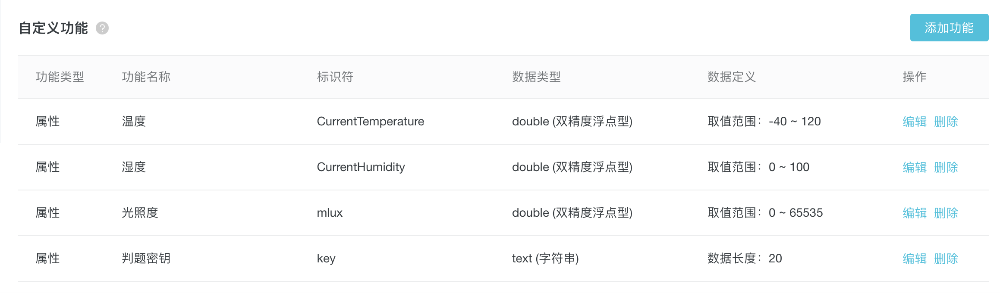 自定义功能 ?
添加功能
功能类型 功能名称 标识符 数据类型 数据定义 操作
属性 温度 CurrentTemperature double (双精度浮点型) 取值范围：-40 ~ 120 编辑 删除
属性 湿度 CurrentHumidity double (双精度浮点型) 取值范围：0 ~ 100 编辑 删除
属性 光照度 mlux double (双精度浮点型) 取值范围：0 ~ 65535 编辑 删除
属性 判题密钥 key text (字符串) 数据长度：20 编辑 删除